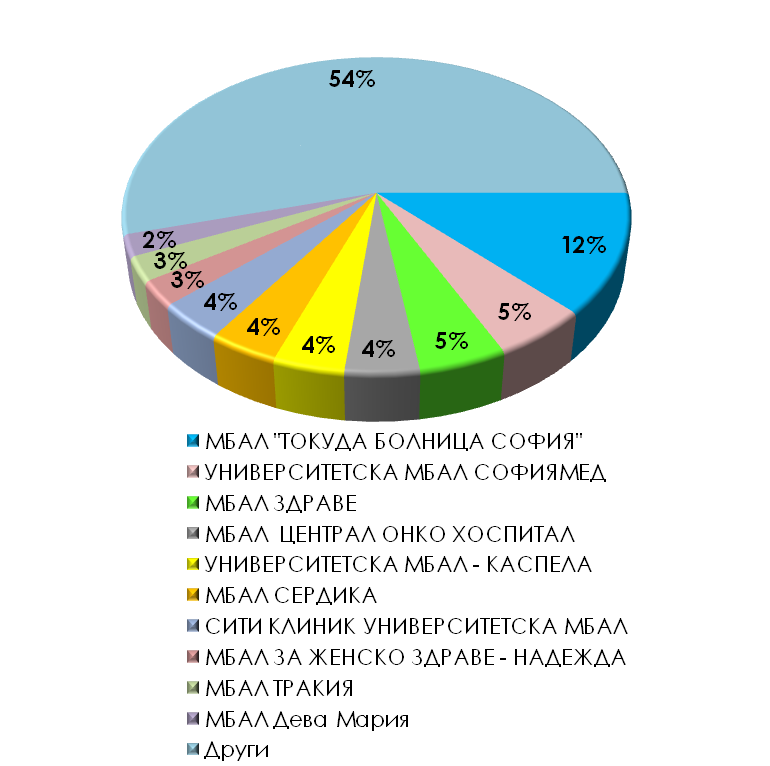 54%
12%
2%
3%
3%
5%
4%
4%
5%
4%
4%
МБАЛ "ТОКУДА БОЛНИЦА СОФИЯ"
УНИВЕРСИТЕТСКА МБАЛ СОФИЯМЕД
МБАЛ ЗДРАВЕ
МБАЛ ЦЕНТРАЛ ОНКО ХОСПИТАЛ
УНИВЕРСИТЕТСКА МБАЛ - КАСПЕЛА
МБАЛ СЕРДИКА
СИТИ КЛИНИК УНИВЕРСИТЕТСКА МБАЛ
МБАЛ ЗА ЖЕНСКО ЗДРАВЕ - НАДЕЖДА
МБАЛ ТРАКИЯ
МБАЛ Дева Мария
Други